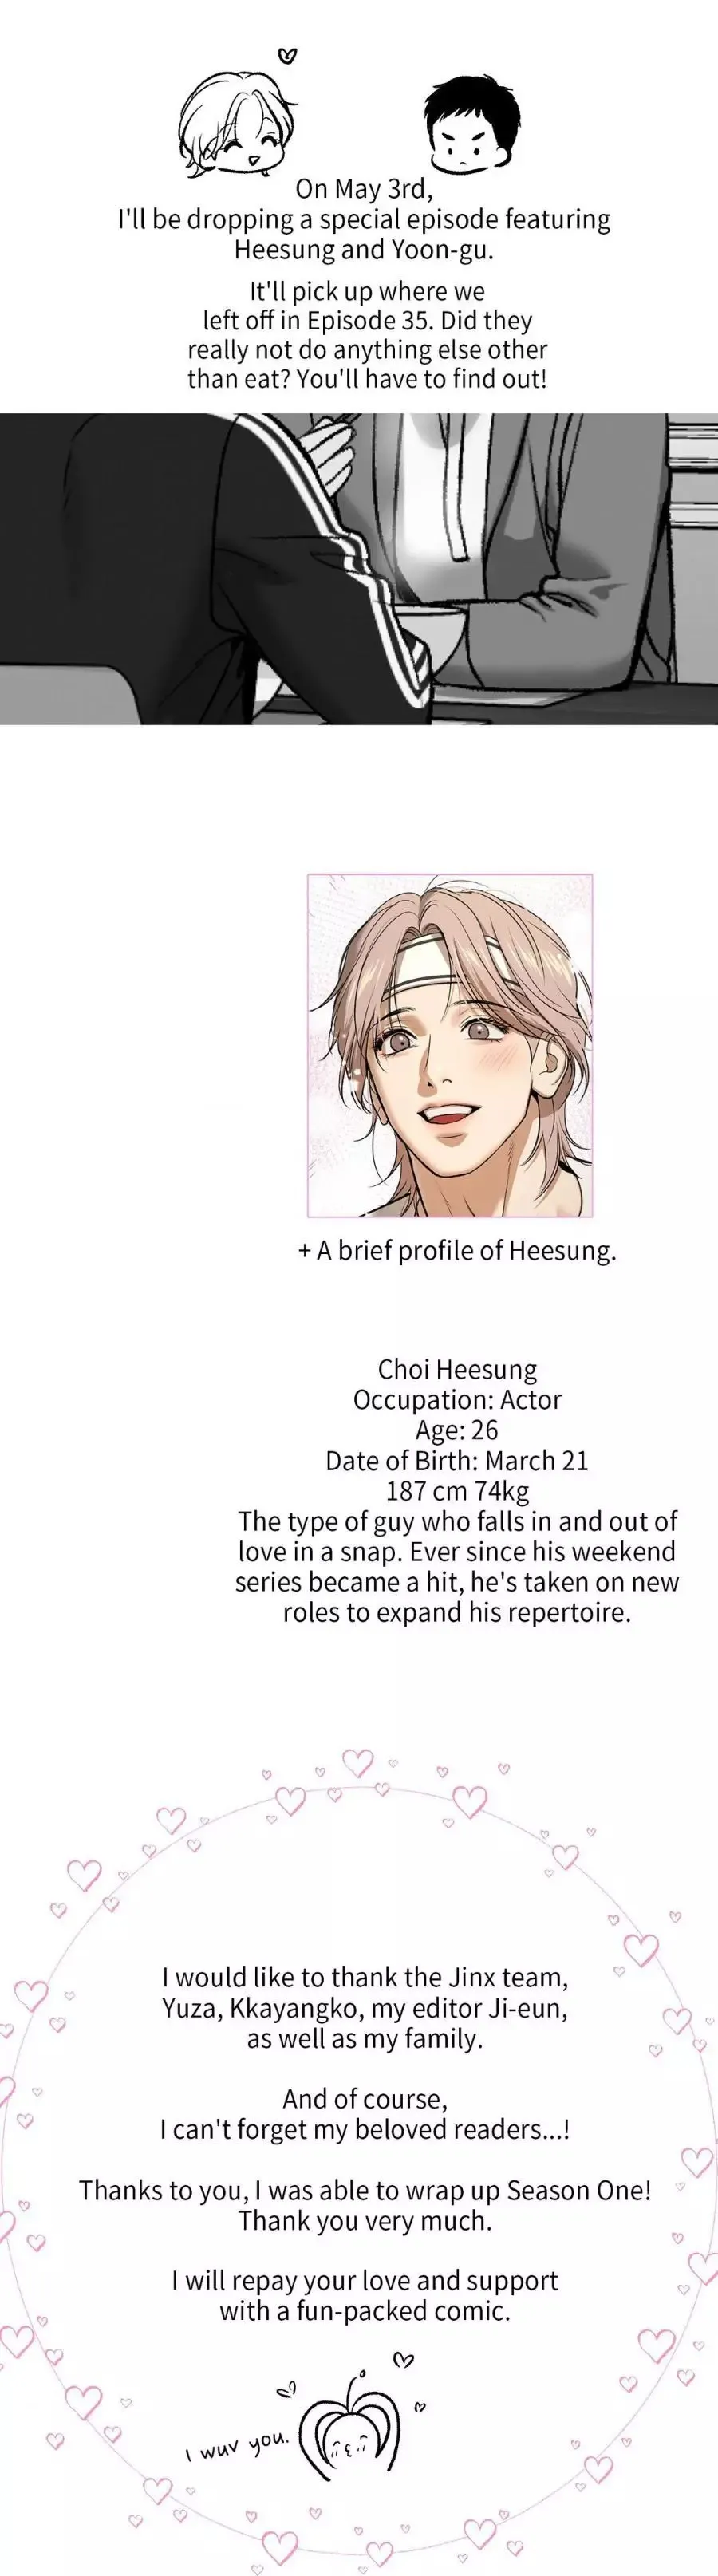 On May 3rd,
I'll be dropping a special episode featuring
Heesung and Yoon-gu.
It'll pick up where we
left off in Episode 35. Did they
really not do anything else other
than eat? You'll have to find out!
+ A brief profile of Heesung.
Choi Heesung
Occupation: Actor
Age: 26
Date of Birth: March 21
187 cm 74kg
The type of guy who falls in and out of
love in a snap. Ever since his weekend
series became a hit, he's taken on new
roles to expand his repertoire.
I would like to thank the Jinx team,
Yuza, Kkayangko, my editor Ji-eun,
as well as my family.
And of course,
I can't forget my beloved readers...!
Thanks to you, I was able to wrap up Season One!
Thank you very much.
I will repay your love and support
with a fun-packed comic.
I wuv you.